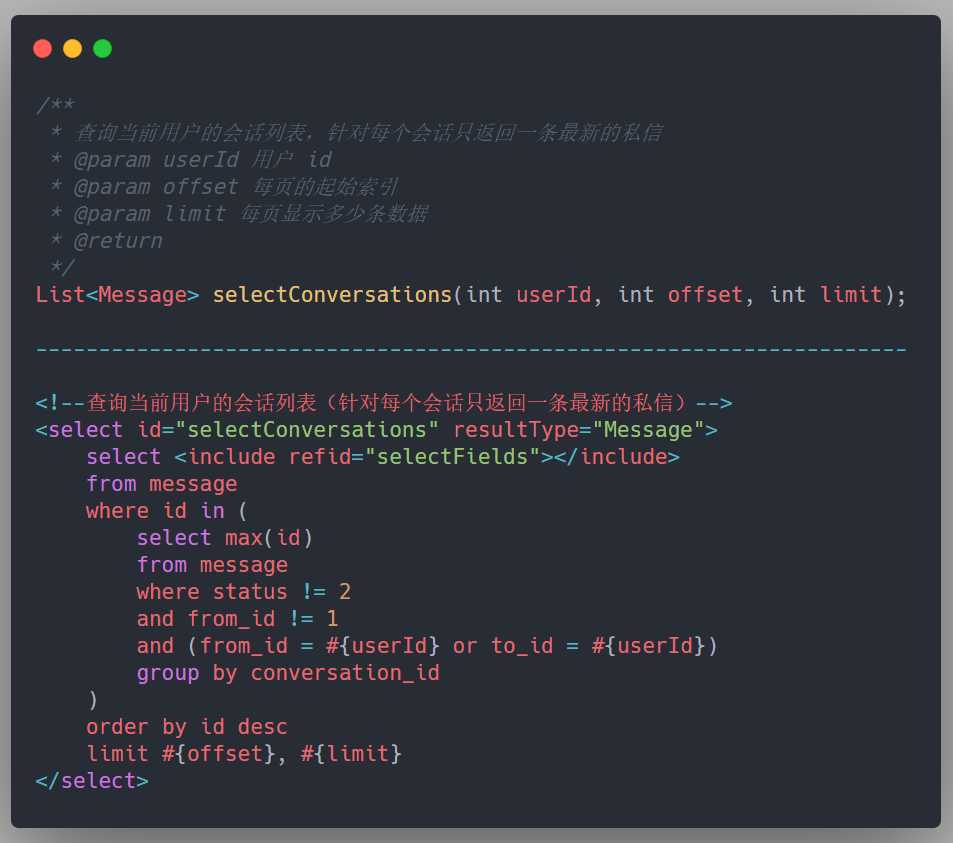 /**
 * 查询当前用户的会话列表，针对每个会话只返回一条最新的私信
 * @param userId 用户 id
 * @param offset 每页的起始索引
 * @param limit 每页显示多少条数据
 * @return
 */
List<Message> selectConversations(int userId, int offset, int limit);
---------------------------------------------------------------------
<!--查询当前用户的会话列表（针对每个会话只返回一条最新的私信）-->
<select id="selectConversations" resultType="Message">
    select <include refid="selectFields"></include>
    from message
    where id in (
        select max(id)
        from message
        where status != 2
        and from_id != 1
        and (from_id = #{userId} or to_id = #{userId})
        group by conversation_id
    )
    order by id desc
    limit #{offset}, #{limit}
</select>